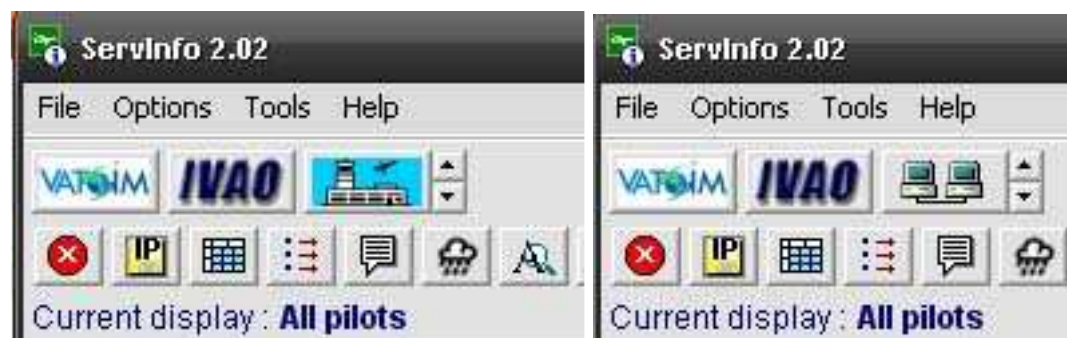 ServInfo 2.02
File Options Tools Help
VATSIM IVAO
IP
Current display : All pilots
ServInfo 2.02
File Options Tools Help
VATSIM IVAO
IP
Current display : All pilots